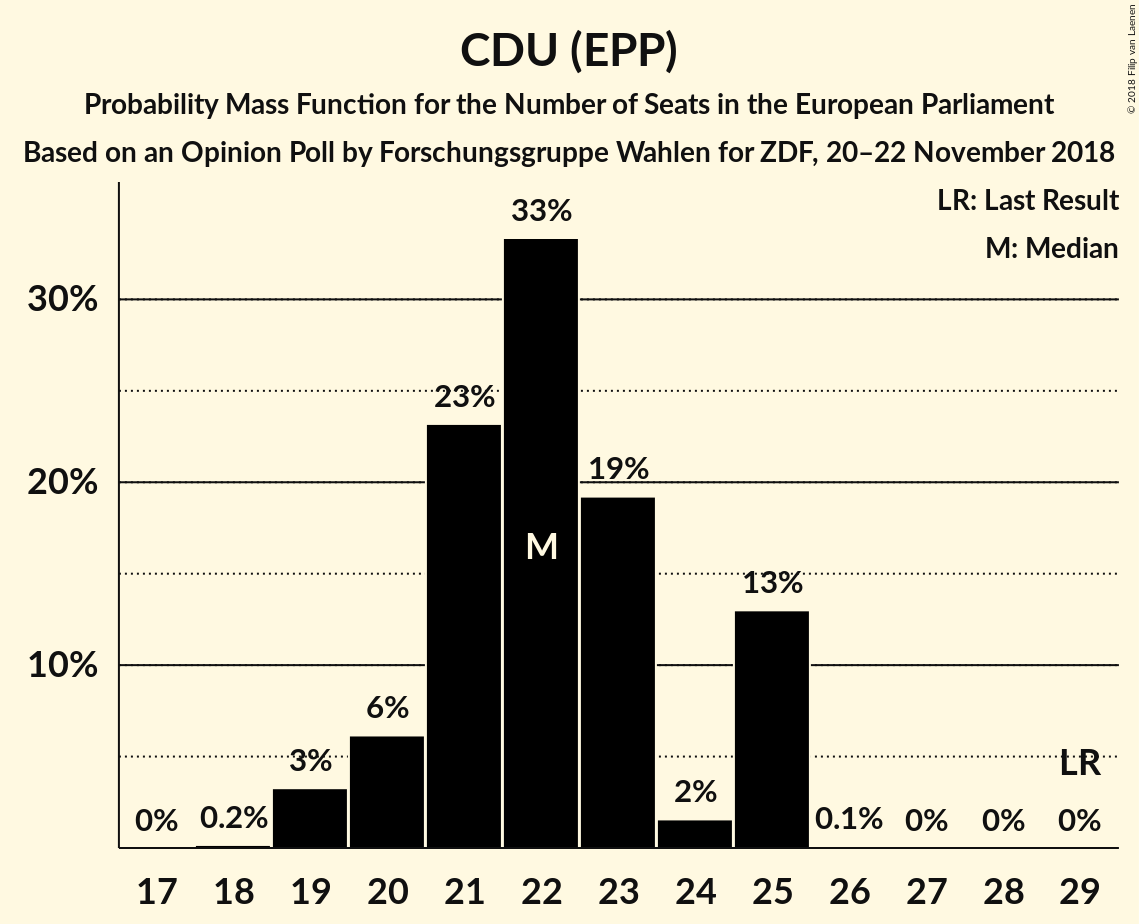 CDU (EPP)
Probability Mass Function for the Number of Seats in the European Parliament
Based on an Opinion Poll by Forschungsgruppe Wahlen for ZDF, 20–22 November 2018
© 2018 Filip van Laenen
LR: Last Result
M: Median
33%
30%
23%
19%
20%
M
13%
10%
6%
3%
LR
2%
0%
0.2%
0.1%
0%
0%
0%
17 18 19 20 21 22 23 24 25 26 27 28 29